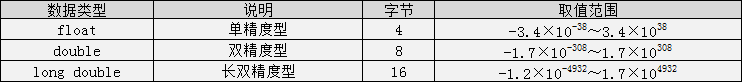 数据类型 说明 字节 取值范围
float 单精度型 4 -3.4×10⁻³⁸～3.4×10³⁸
double 双精度型 8 -1.7×10⁻³⁰⁸～1.7×10³⁰⁸
long double 长双精度型 16 -1.2×10⁻⁴⁹³²～1.7×10⁴⁹³²